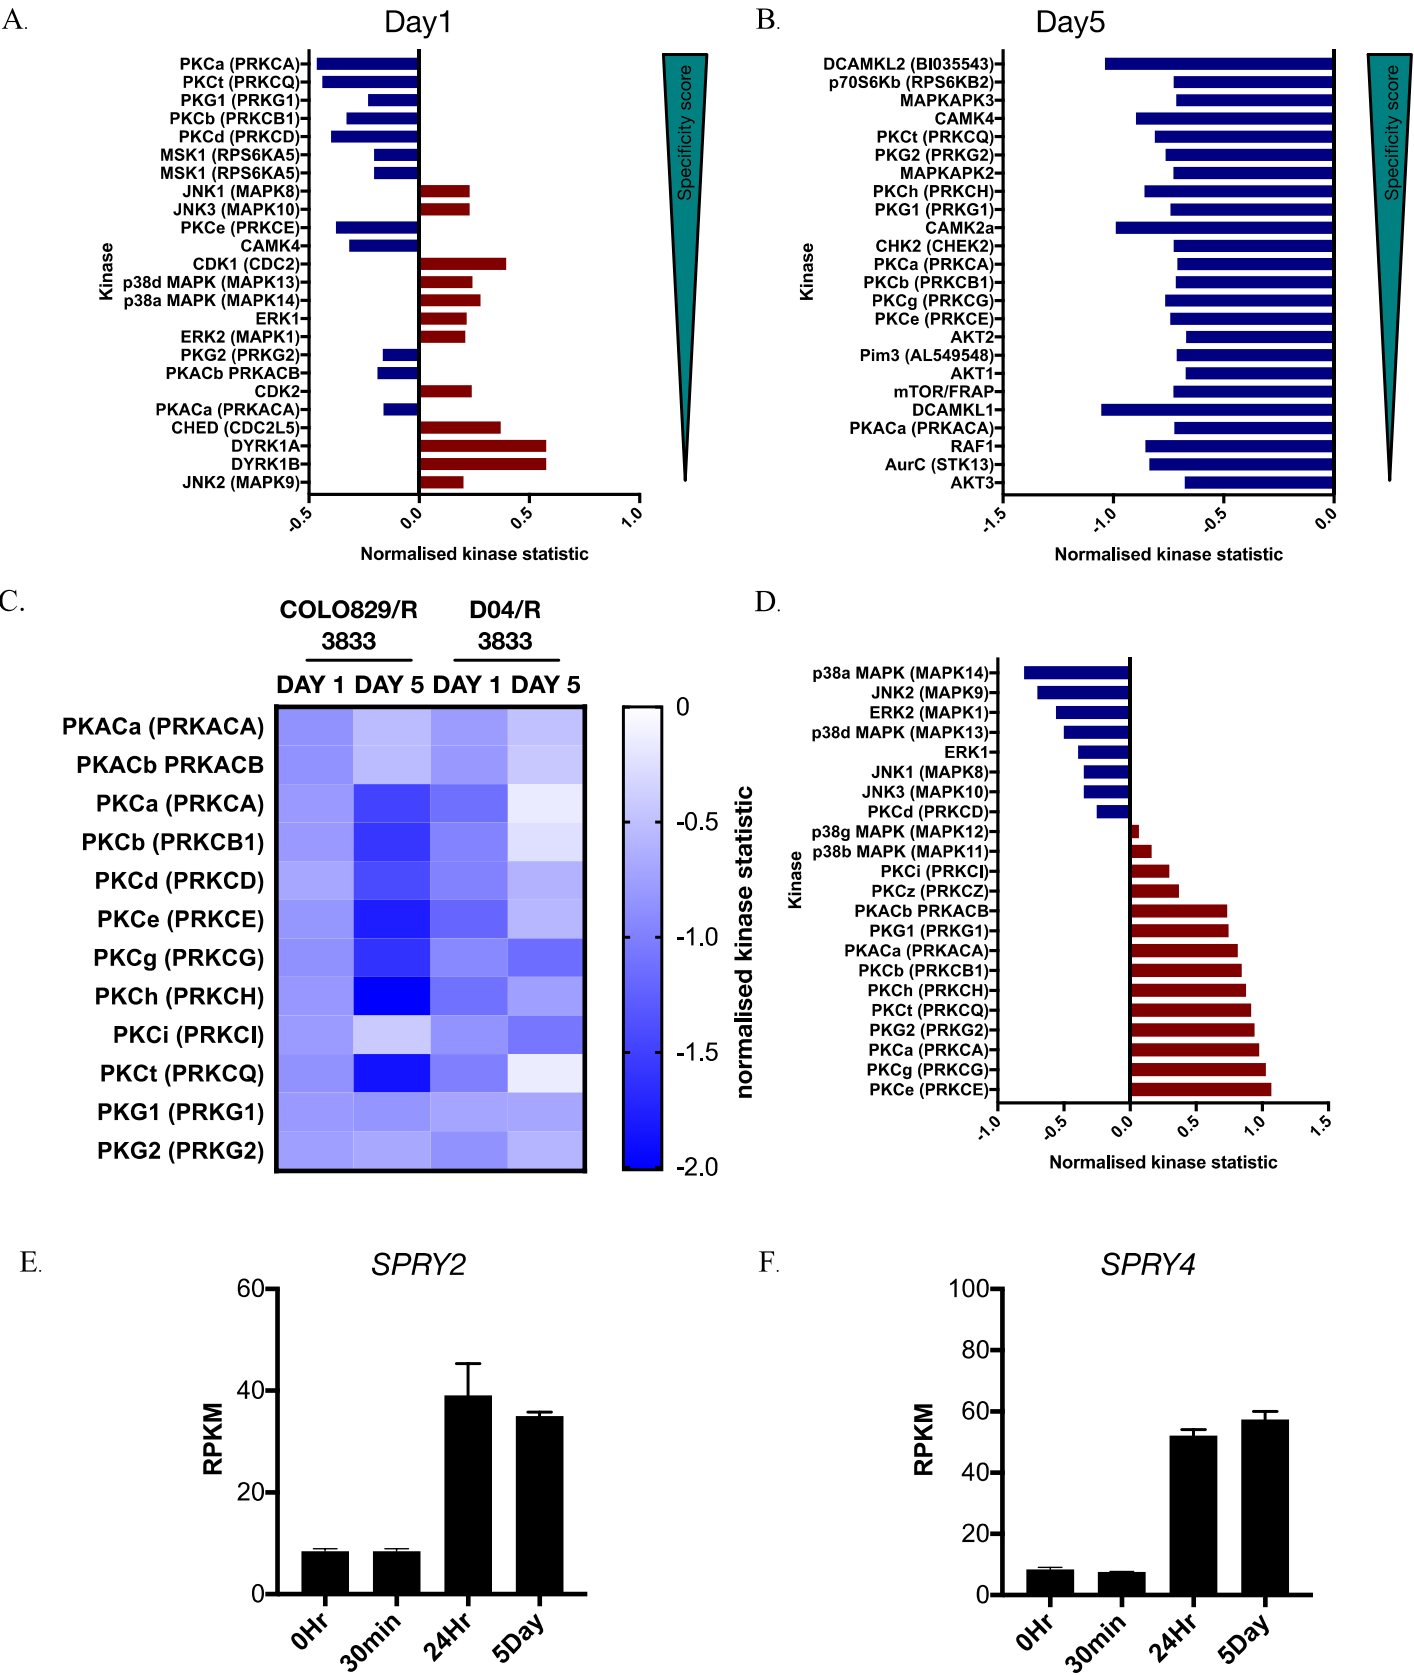 A.
Day1
PKCa (PRKCA)
PKCt (PRKCQ)
PKG1 (PRKG1)
PKCb (PRKCB1)
PKCd (PRKCD)
MSK1 (RPS6KA5)
MSK1 (RPS6KA5)
JNK1 (MAPK8)
JNK3 (MAPK10)
PKCe (PRKCE)
CAMK4
CDK1 (CDC2)
p38d MAPK (MAPK13)
p38a MAPK (MAPK14)
ERK1
ERK2 (MAPK1)
PKG2 (PRKG2)
PKACb PRKACB
CDK2
PKACa (PRKACA)
CHED (CDC2L5)
DYRK1A
DYRK1B
JNK2 (MAPK9)
Kinase
-0.5
0.0
0.5
1.0
Normalised kinase statistic
Specificity score
B.
Day5
DCAMKL2 (BI035543)
p70S6Kb (RPS6KB2)
MAPKAPK3
CAMK4
PKCt (PRKCQ)
PKG2 (PRKG2)
MAPKAPK2
PKCh (PRKCH)
PKG1 (PRKG1)
CAMK2a
CHK2 (CHEK2)
PKCa (PRKCA)
PKCb (PRKCB1)
PKCg (PRKCG)
PKCe (PRKCE)
AKT2
Pim3 (AL549548)
AKT1
mTOR/FRAP
DCAMKL1
PKACa (PRKACA)
RAF1
AurC (STK13)
AKT3
Kinase
-1.5
-1.0
-0.5
0.0
Normalised kinase statistic
Specificity score
C.
COLO829/R
3833
D04/R
3833
DAY 1 DAY 5 DAY 1 DAY 5
PKACa (PRKACA)
PKACb PRKACB
PKCa (PRKCA)
PKCb (PRKCB1)
PKCd (PRKCD)
PKCe (PRKCE)
PKCg (PRKCG)
PKCh (PRKCH)
PKCi (PRKCI)
PKCt (PRKCQ)
PKG1 (PRKG1)
PKG2 (PRKG2)
0
-0.5
-1.0
-1.5
-2.0
normalised kinase statistic
D.
p38a MAPK (MAPK14)
JNK2 (MAPK9)
ERK2 (MAPK1)
p38d MAPK (MAPK13)
ERK1
JNK1 (MAPK8)
JNK3 (MAPK10)
PKCd (PRKCD)
p38g MAPK (MAPK12)
p38b MAPK (MAPK11)
PKCi (PRKCI)
PKCz (PRKCZ)
PKACb PRKACB
PKG1 (PRKG1)
PKACa (PRKACA)
PKCb (PRKCB1)
PKCh (PRKCH)
PKCt (PRKCQ)
PKG2 (PRKG2)
PKCa (PRKCA)
PKCg (PRKCG)
PKCe (PRKCE)
Kinase
-1.0
-0.5
0.0
0.5
1.0
1.5
Normalised kinase statistic
E.
SPRY2
60
40
20
0
RPKM
0Hr
30min
24Hr
5Day
F.
SPRY4
100
80
60
40
20
0
RPKM
0Hr
30min
24Hr
5Day